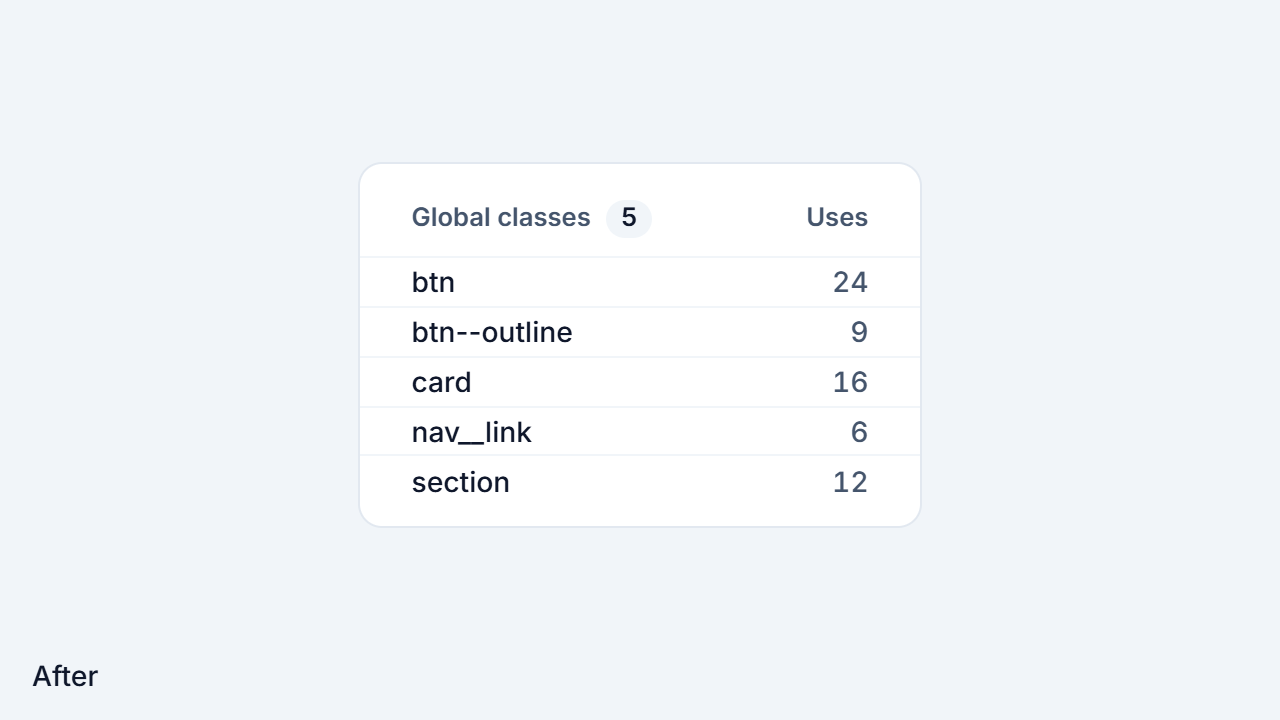 Global classes 5 Uses
btn 24
btn--outline 9
card 16
nav__link 6
section 12
After